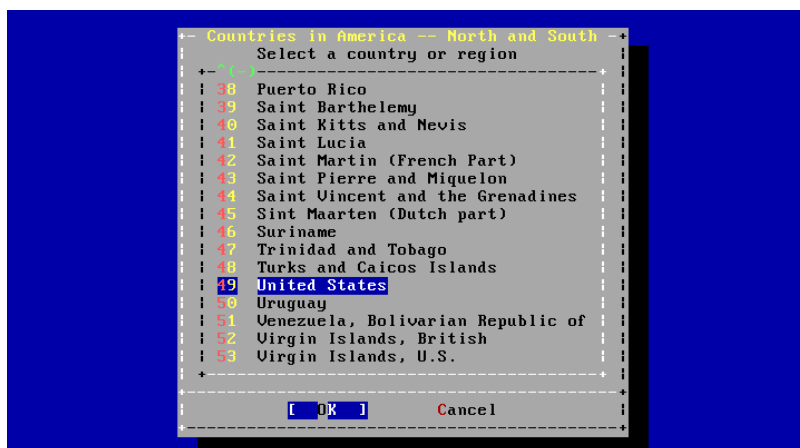 Countries in America -- North and South
Select a country or region
^(-)
38 Puerto Rico
39 Saint Barthelemy
40 Saint Kitts and Nevis
41 Saint Lucia
42 Saint Martin (French Part)
43 Saint Pierre and Miquelon
44 Saint Vincent and the Grenadines
45 Sint Maarten (Dutch part)
46 Suriname
47 Trinidad and Tobago
48 Turks and Caicos Islands
49 United States
50 Uruguay
51 Venezuela, Bolivarian Republic of
52 Virgin Islands, British
53 Virgin Islands, U.S.
[ OK ] Cancel